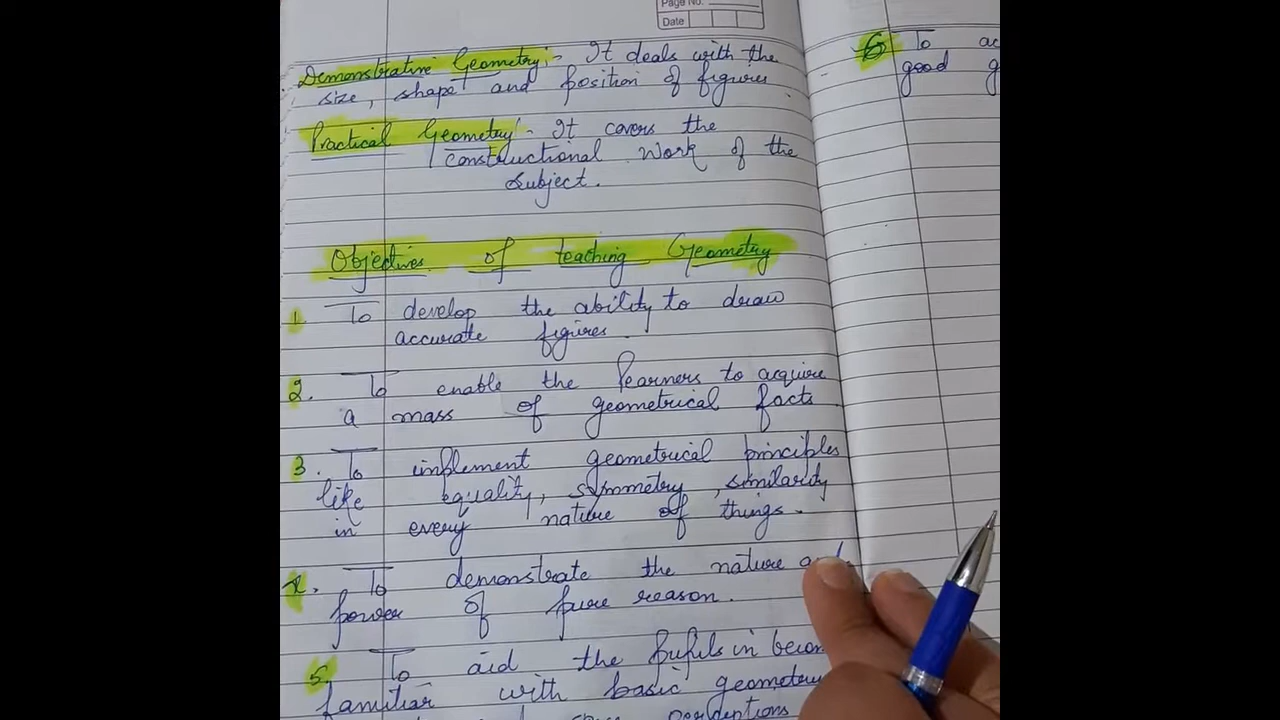 Page No.
Date
Demonstrative Geometry:- It deals with the
size, shape and position of figures
Practical Geometry:- It covers the
constructional work of the
subject.
Objectives of teaching Geometry
1. To develop the ability to draw
accurate figures.
2. To enable the learners to acquire
a mass of geometrical facts
3. To implement geometrical principles
like equality, symmetry, similarity
in every nature of things.
4. To demonstrate the nature and
power of pure reason.
5. To aid the pupils in becom
familiar with basic geometry
perceptions
6 To ac
good g